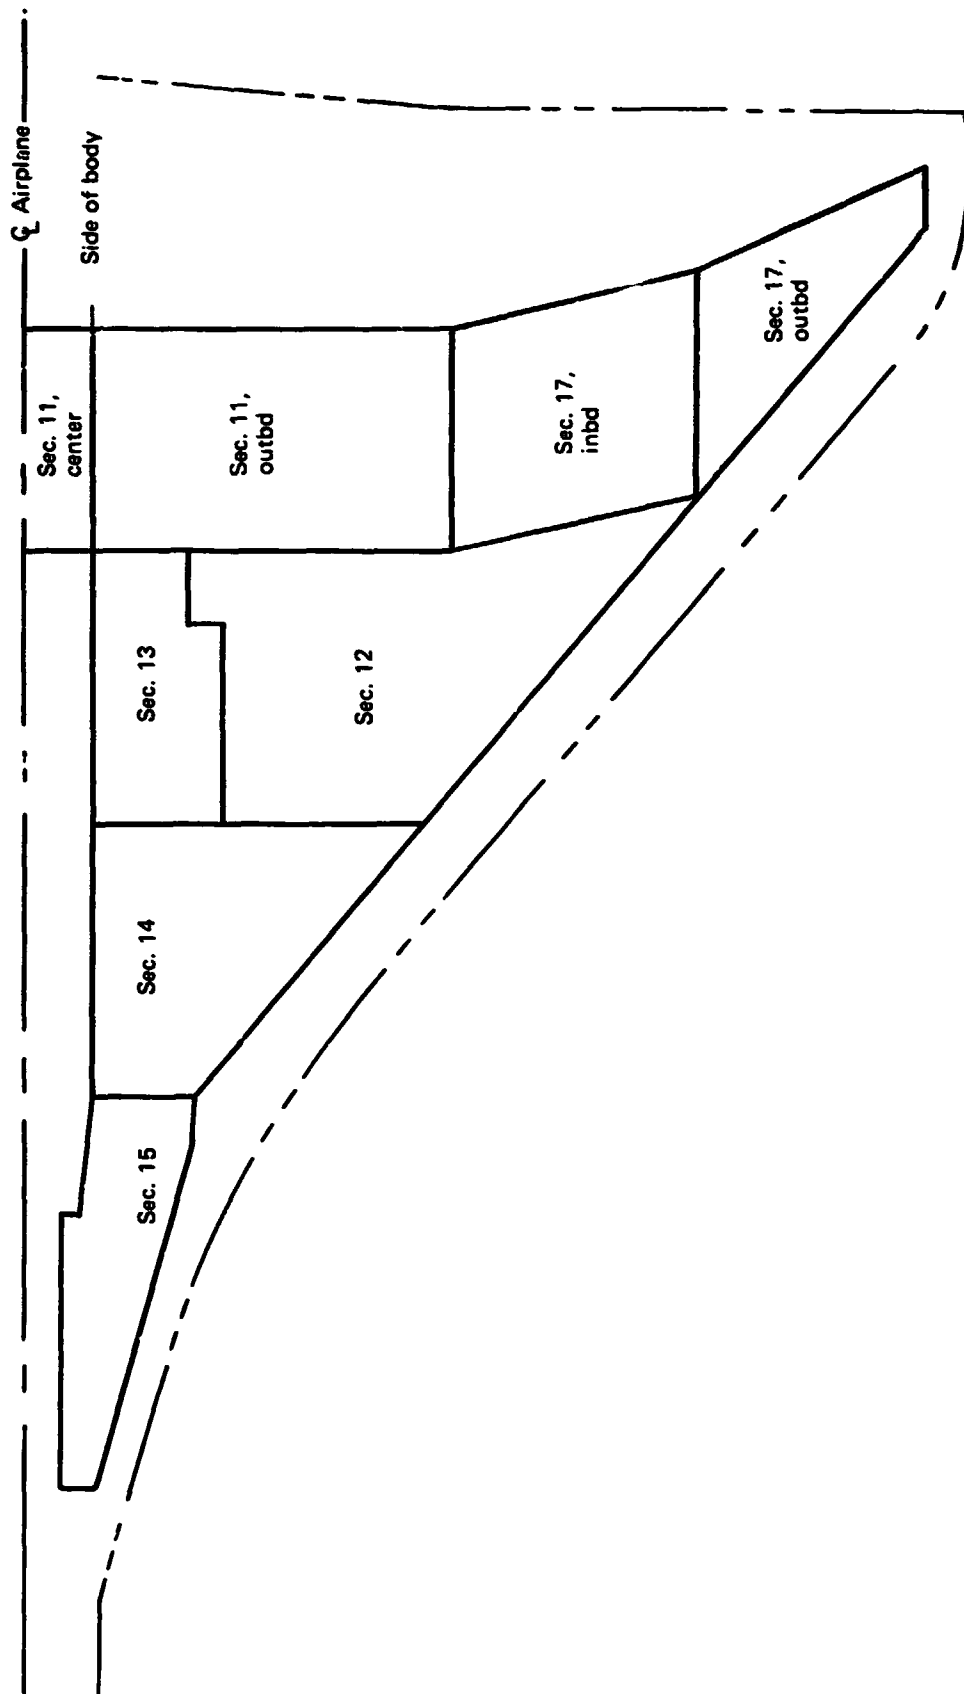 ℄ Airplane
Side of body
Sec. 11,
center
Sec. 11,
outbd
Sec. 17,
inbd
Sec. 17,
outbd
Sec. 13
Sec. 12
Sec. 14
Sec. 15